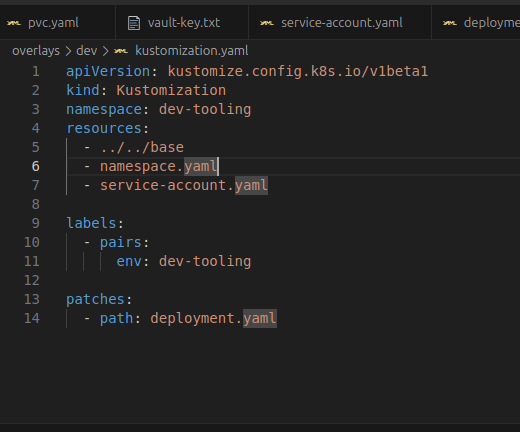 pvc.yaml vault-key.txt service-account.yaml deployme
overlays > dev > kustomization.yaml
1 apiVersion: kustomize.config.k8s.io/v1beta1
2 kind: Kustomization
3 namespace: dev-tooling
4 resources:
5   - ../../base
6   - namespace.yaml
7   - service-account.yaml
8
9 labels:
10   - pairs:
11       env: dev-tooling
12
13 patches:
14   - path: deployment.yaml